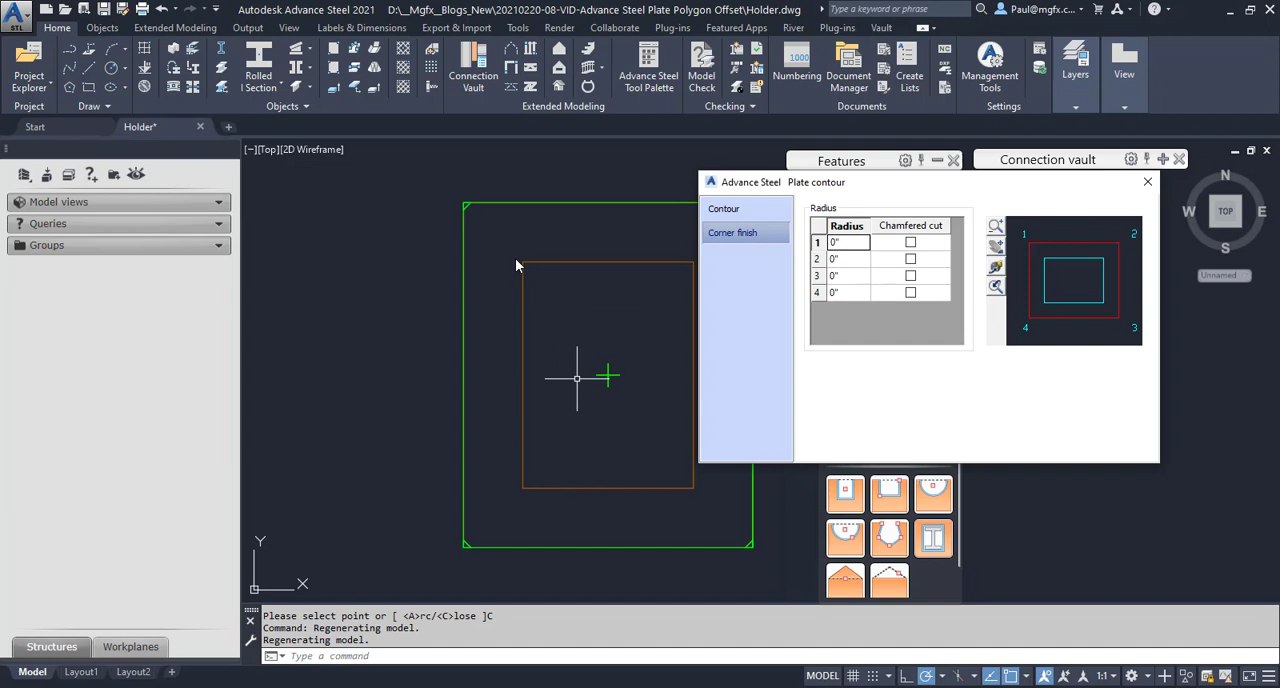 Autodesk Advance Steel 2021 D:\__Mgfx_Blogs_New\20210220-08-VID-Advance Steel Plate Polygon Offset\Holder.dwg
Type a keyword or phrase
Paul@mgfx.c...
STL
Home Objects Extended Modeling Output View Labels & Dimensions Export & Import Tools Render Collaborate Plug-ins Featured Apps River Plug-ins Vault
Project Explorer
Rolled I Section
Connection Vault
Advance Steel Tool Palette
Model Check
1000
Numbering
Document Manager
Create Lists
Management Tools
Layers
View
Project Draw Objects Extended Modeling Checking Documents Settings
Start Holder*
[−][Top][2D Wireframe]
Features
Connection vault
Model views
Queries
Groups
Advance Steel Plate contour
Contour
Corner finish
Radius
Radius Chamfered cut
1 0"
2 0"
3 0"
4 0"
1 2
4 3
N
W TOP E
S
Unnamed
Y
X
Please select point or [ <A>rc/<C>lose ]C
Command: Regenerating model.
Regenerating model.
Type a command
Structures Workplanes
Model Layout1 Layout2
MODEL
1:1